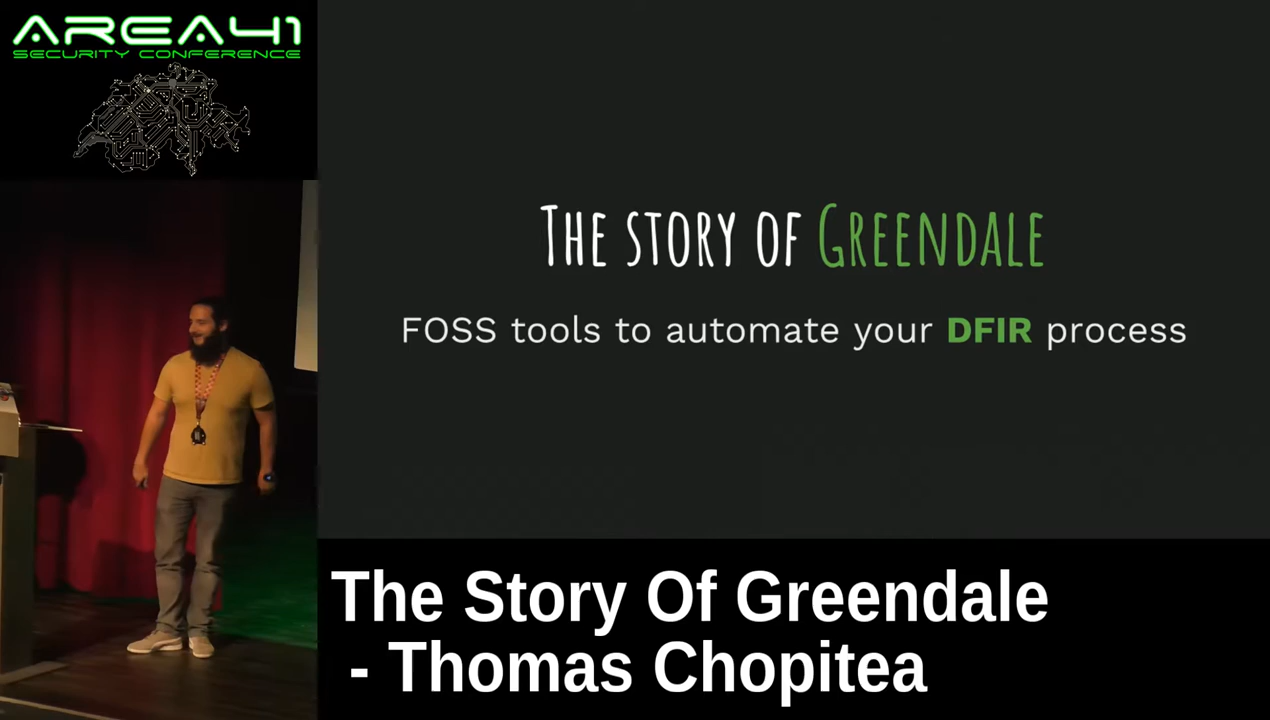 AREA41
SECURITY CONFERENCE
The story of Greendale
FOSS tools to automate your DFIR process
The Story Of Greendale
- Thomas Chopitea